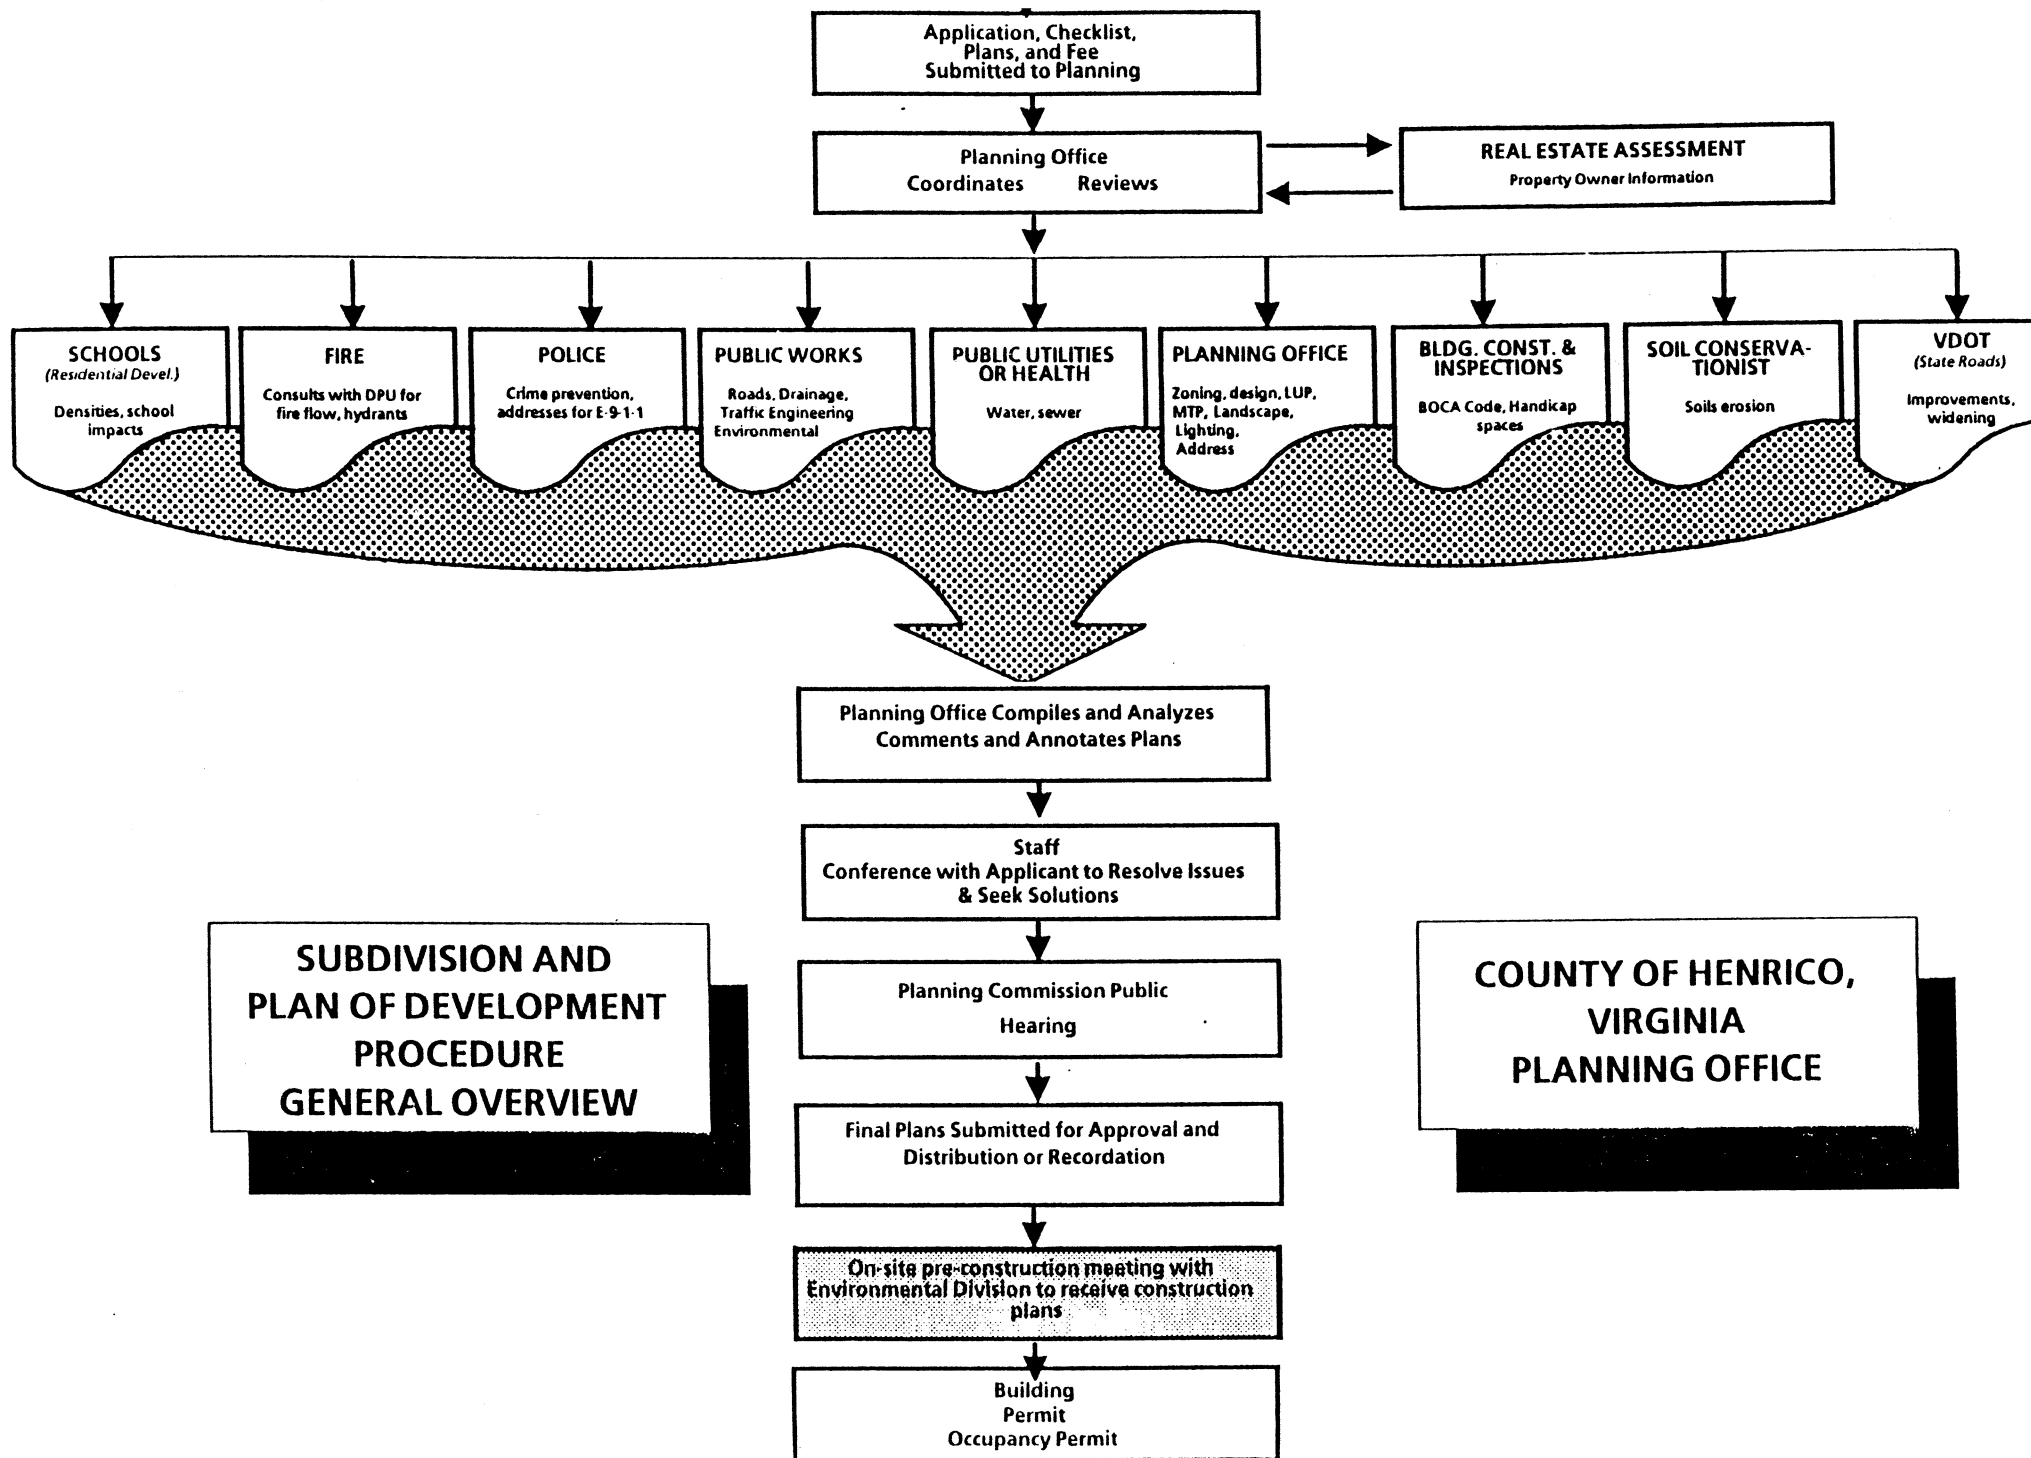 Application, Checklist,
Plans, and Fee
Submitted to Planning
Planning Office
Coordinates Reviews
REAL ESTATE ASSESSMENT
Property Owner Information
SCHOOLS
(Residential Devel.)
Densities, school
impacts
FIRE
Consults with DPU for
fire flow, hydrants
POLICE
Crime prevention,
addresses for E-9-1-1
PUBLIC WORKS
Roads, Drainage,
Traffic Engineering
Environmental
PUBLIC UTILITIES
OR HEALTH
Water, sewer
PLANNING OFFICE
Zoning, design, LUP,
MTP, Landscape,
Lighting,
Address
BLDG. CONST. &
INSPECTIONS
BOCA Code, Handicap
spaces
SOIL CONSERVA-
TIONIST
Soils erosion
VDOT
(State Roads)
Improvements,
widening
Planning Office Compiles and Analyzes
Comments and Annotates Plans
Staff
Conference with Applicant to Resolve Issues
& Seek Solutions
SUBDIVISION AND
PLAN OF DEVELOPMENT
PROCEDURE
GENERAL OVERVIEW
Planning Commission Public
Hearing
COUNTY OF HENRICO,
VIRGINIA
PLANNING OFFICE
Final Plans Submitted for Approval and
Distribution or Recordation
On-site pre-construction meeting with
Environmental Division to receive construction
plans
Building
Permit
Occupancy Permit